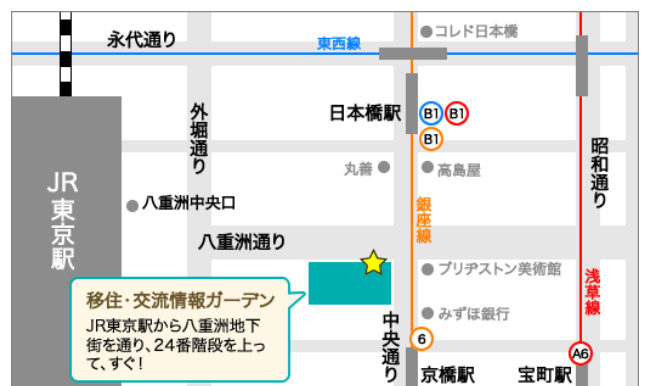 永代通り
東西線
コレド日本橋
外堀通り
日本橋駅
B1
B1
B1
昭和通り
丸善
高島屋
JR東京駅
八重洲中央口
銀座線
八重洲通り
ブリヂストン美術館
浅草線
移住・交流情報ガーデン
JR東京駅から八重洲地下
街を通り、24番階段を上っ
て、すぐ!
みずほ銀行
中央通り
6
A6
京橋駅
宝町駅